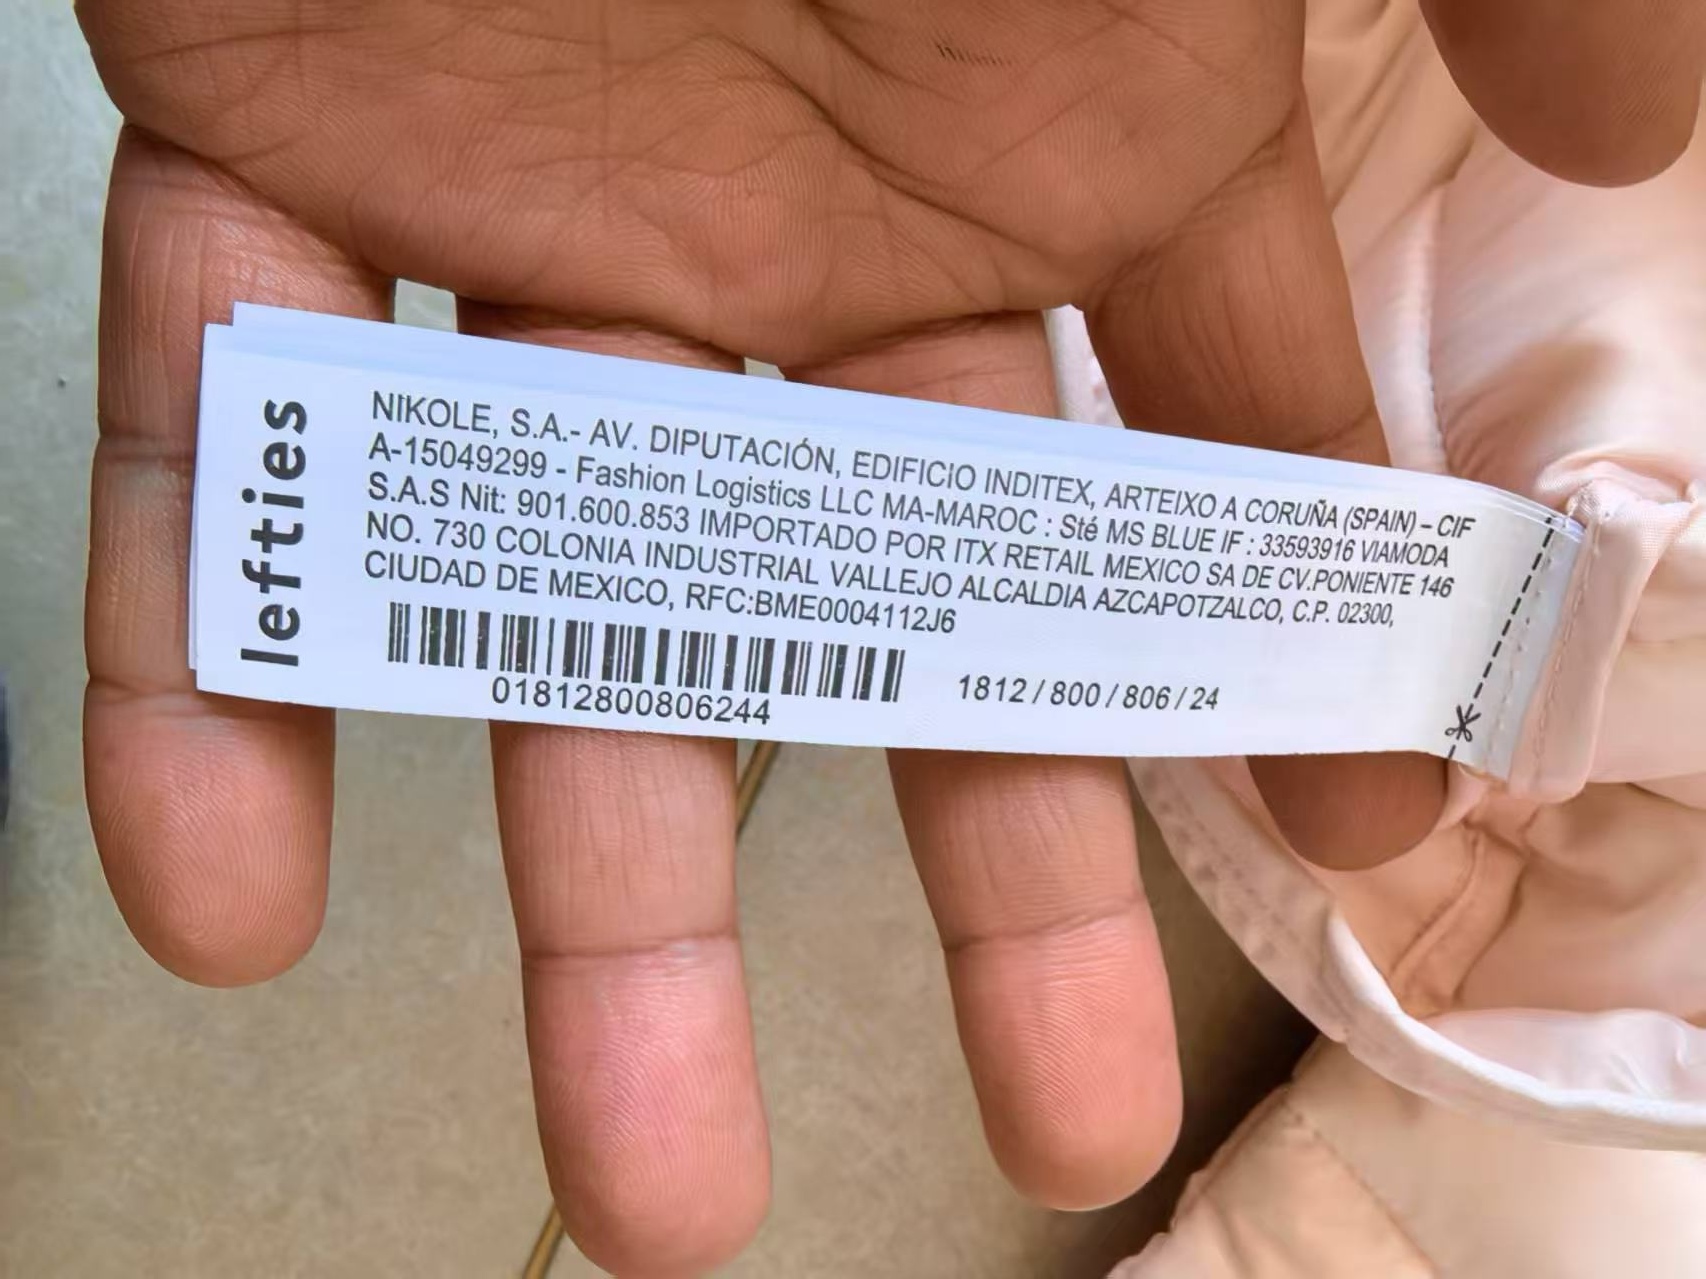 lefties
NIKOLE, S.A.- AV. DIPUTACIÓN, EDIFICIO INDITEX, ARTEIXO A CORUÑA (SPAIN) – CIF
A-15049299 - Fashion Logistics LLC MA-MAROC : Sté MS BLUE IF : 33593916 VIAMODA
S.A.S Nit: 901.600.853 IMPORTADO POR ITX RETAIL MEXICO SA DE CV.PONIENTE 146
NO. 730 COLONIA INDUSTRIAL VALLEJO ALCALDIA AZCAPOTZALCO, C.P. 02300,
CIUDAD DE MEXICO, RFC:BME0004112J6
01812800806244
1812 / 800 / 806 / 24